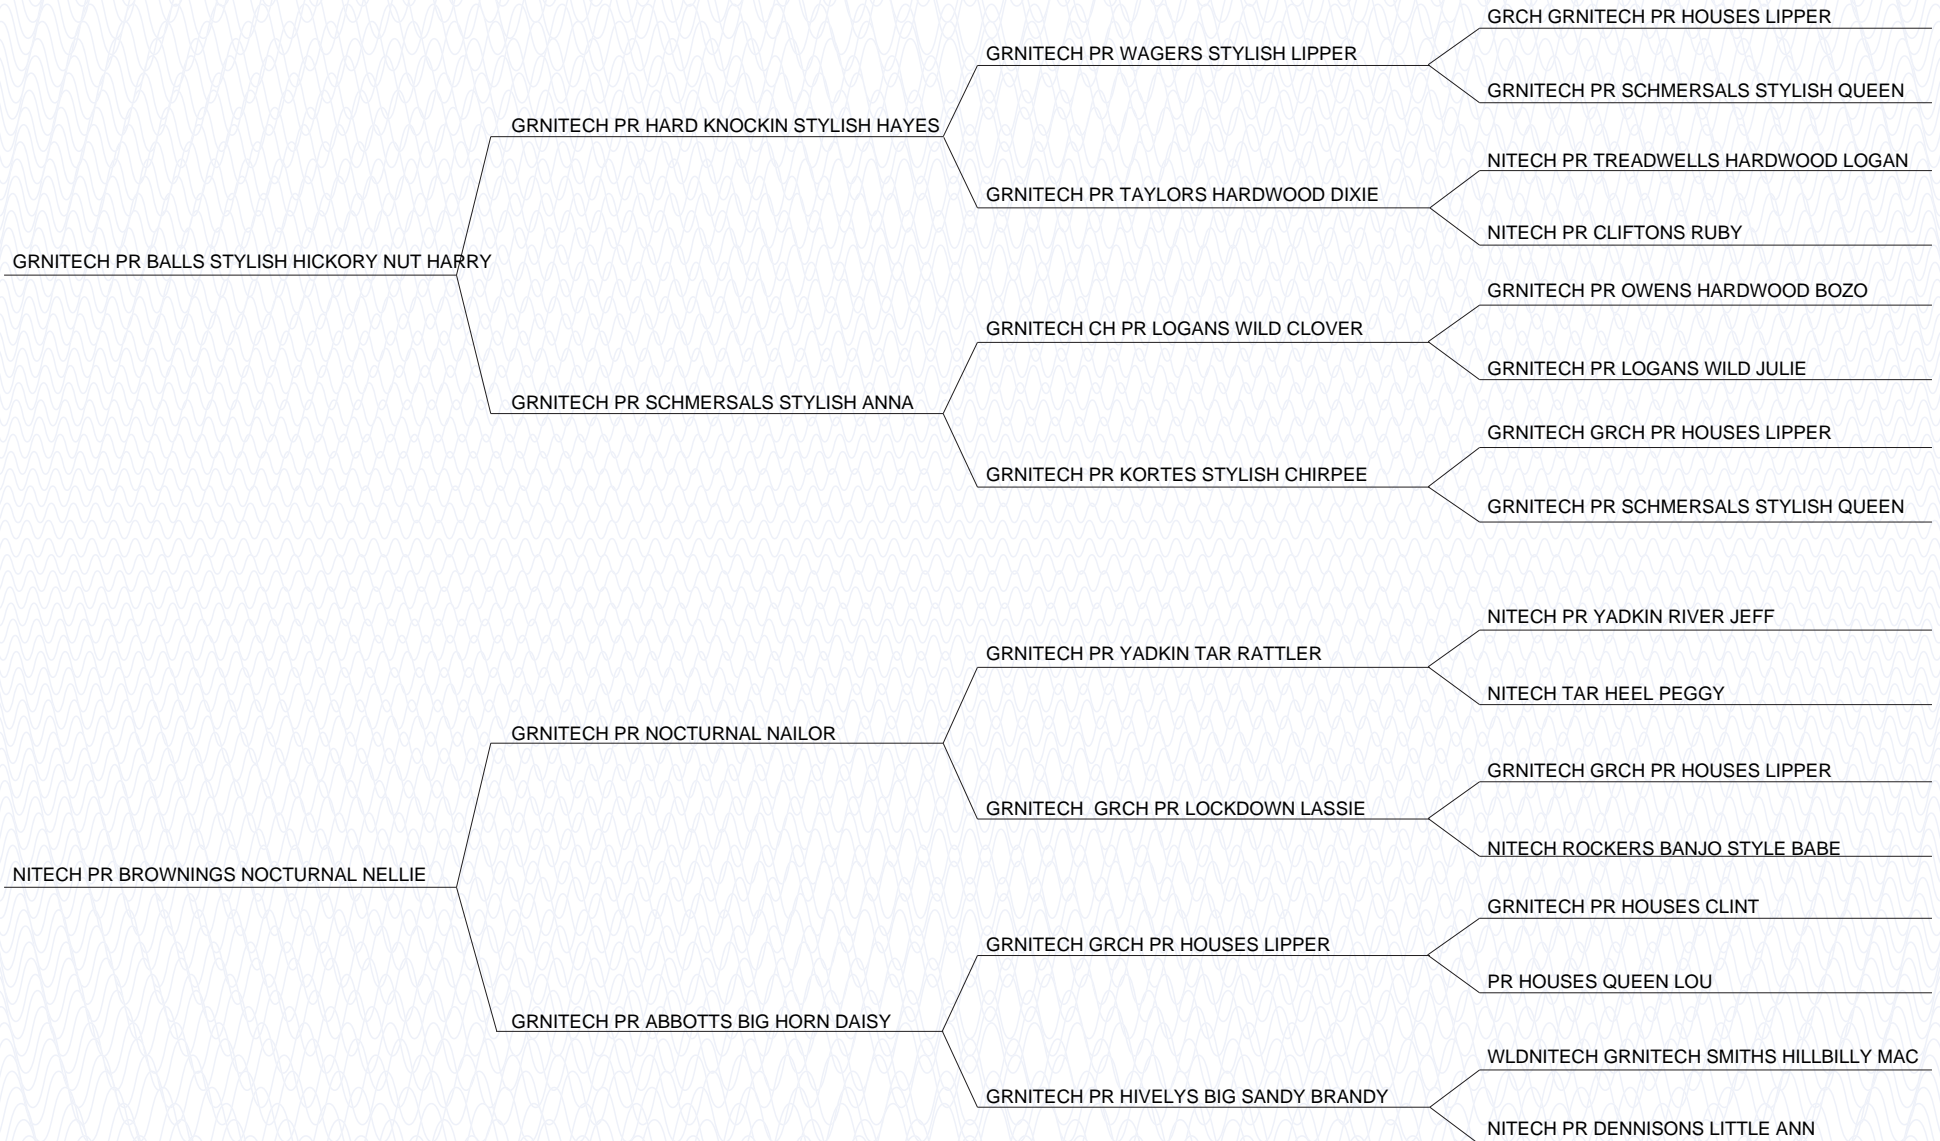 GRCH GRNITECH PR HOUSES LIPPER
GRNITECH PR WAGERS STYLISH LIPPER
GRNITECH PR SCHMERSALS STYLISH QUEEN
GRNITECH PR HARD KNOCKIN STYLISH HAYES
NITECH PR TREADWELLS HARDWOOD LOGAN
GRNITECH PR TAYLORS HARDWOOD DIXIE
NITECH PR CLIFTONS RUBY
GRNITECH PR BALLS STYLISH HICKORY NUT HARRY
GRNITECH PR OWENS HARDWOOD BOZO
GRNITECH CH PR LOGANS WILD CLOVER
GRNITECH PR LOGANS WILD JULIE
GRNITECH PR SCHMERSALS STYLISH ANNA
GRNITECH GRCH PR HOUSES LIPPER
GRNITECH PR KORTES STYLISH CHIRPEE
GRNITECH PR SCHMERSALS STYLISH QUEEN
NITECH PR YADKIN RIVER JEFF
GRNITECH PR YADKIN TAR RATTLER
NITECH TAR HEEL PEGGY
GRNITECH PR NOCTURNAL NAILOR
GRNITECH GRCH PR HOUSES LIPPER
GRNITECH  GRCH PR LOCKDOWN LASSIE
NITECH ROCKERS BANJO STYLE BABE
NITECH PR BROWNINGS NOCTURNAL NELLIE
GRNITECH PR HOUSES CLINT
GRNITECH GRCH PR HOUSES LIPPER
PR HOUSES QUEEN LOU
GRNITECH PR ABBOTTS BIG HORN DAISY
WLDNITECH GRNITECH SMITHS HILLBILLY MAC
GRNITECH PR HIVELYS BIG SANDY BRANDY
NITECH PR DENNISONS LITTLE ANN